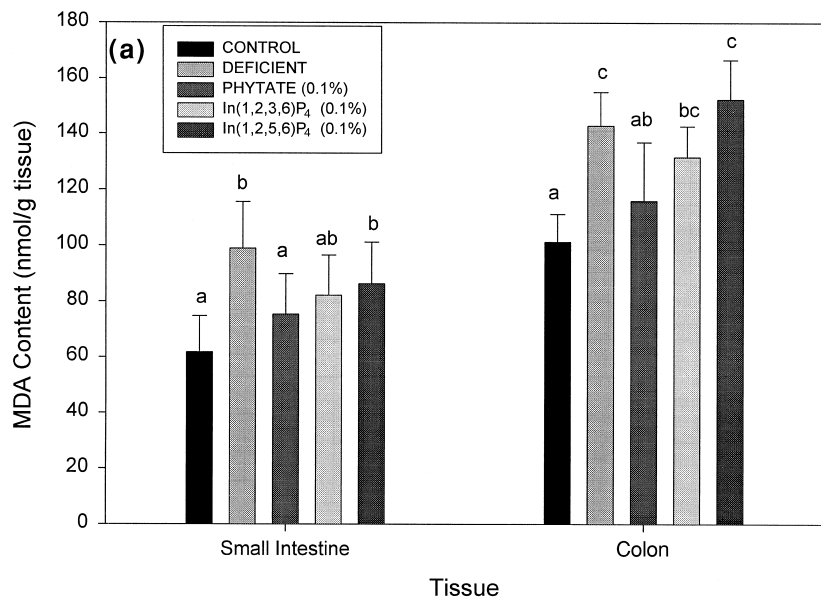 (a)
CONTROL
DEFICIENT
PHYTATE (0.1%)
In(1,2,3,6)P₄ (0.1%)
In(1,2,5,6)P₄ (0.1%)
MDA Content (nmol/g tissue)
180
160
140
120
100
80
60
40
20
0
a
b
a
ab
b
a
c
ab
bc
c
Small Intestine
Colon
Tissue